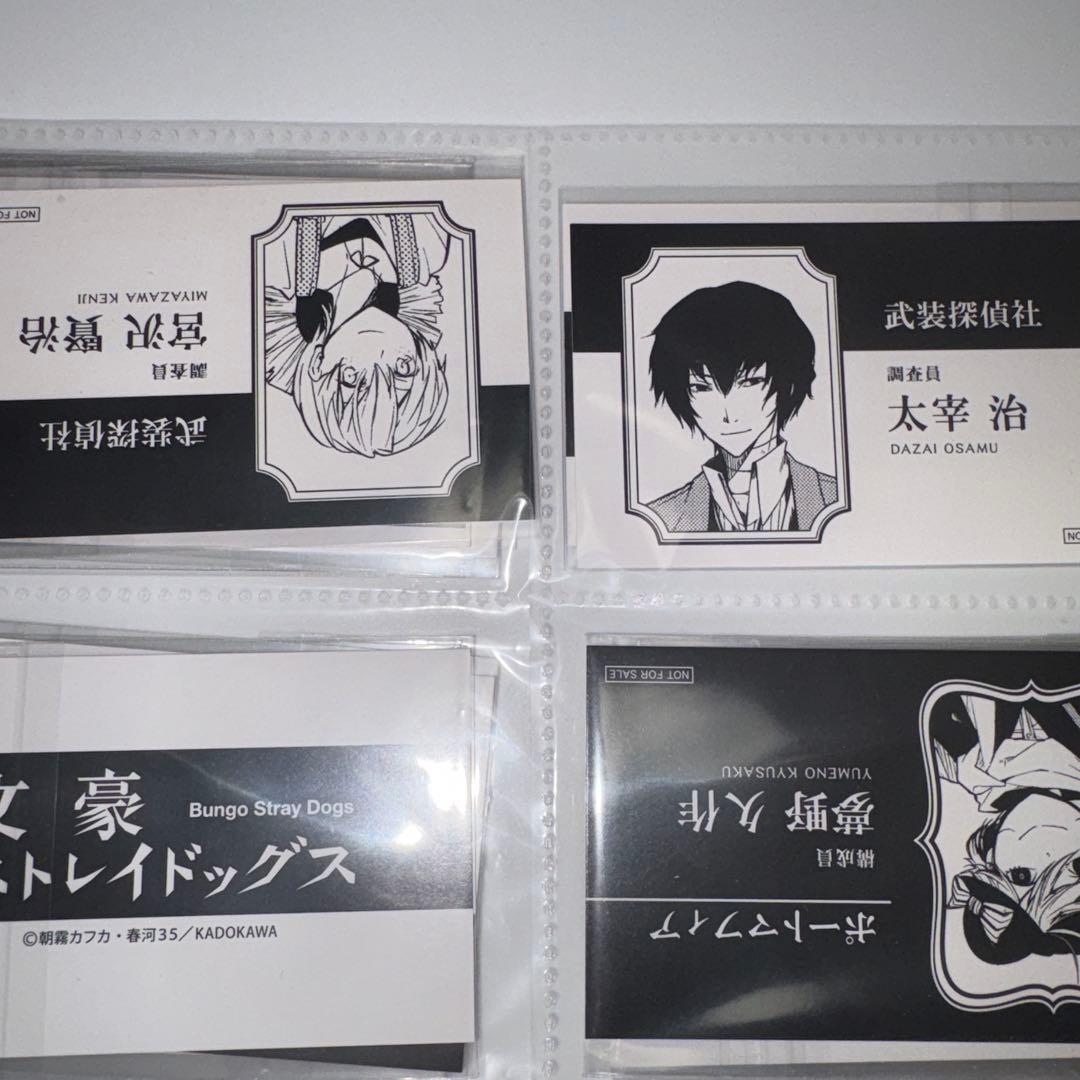 NOT FO
武装探偵社
調査員
宮沢 賢治
MIYAZAWA KENJI
武装探偵社
調査員
太宰 治
DAZAI OSAMU
NO
文豪
Bungo Stray Dogs
ストレイドッグス
©朝霧カフカ・春河35／KADOKAWA
ポートマフィア
構成員
夢野 久作
YUMENO KYUSAKU
NOT FOR SALE